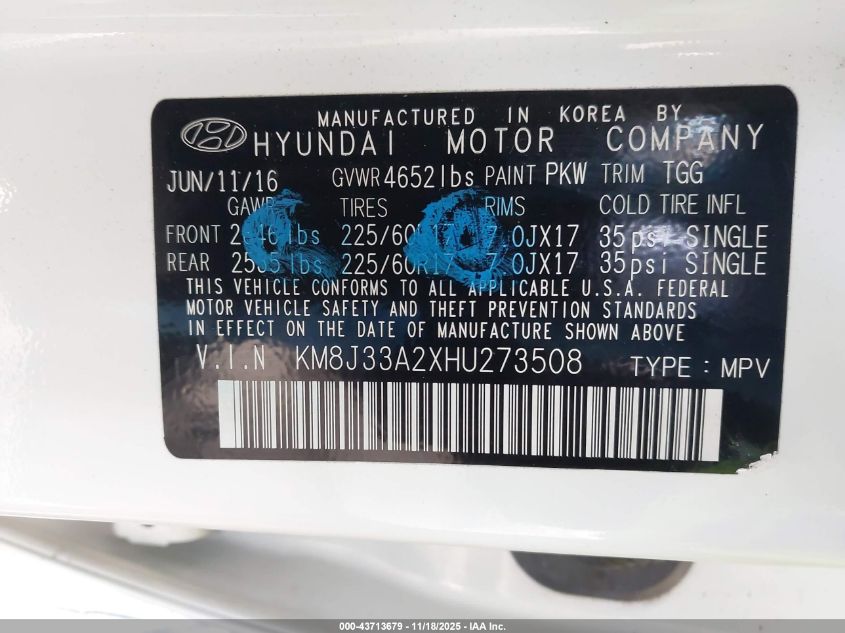 MANUFACTURED IN KOREA BY
HYUNDAI MOTOR COMPANY
JUN/11/16 GVWR 4652lbs PAINT PKW TRIM TGG
GAWR TIRES RIMS COLD TIRE INFL
FRONT lbs 225/60R17 7.0JX17 35psi SINGLE
REAR lbs 225/60R17 7.0JX17 35psi SINGLE
THIS VEHICLE CONFORMS TO ALL APPLICABLE U.S.A. FEDERAL
MOTOR VEHICLE SAFETY AND THEFT PREVENTION STANDARDS
IN EFFECT ON THE DATE OF MANUFACTURE SHOWN ABOVE
V.I.N KM8J33A2XHU273508 TYPE : MPV
000-43713679 - 11/18/2025 - IAA Inc.